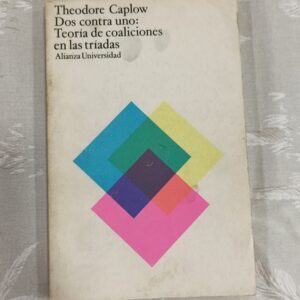 Theodore Caplow
Dos contra uno:
Teoría de coaliciones
en las tríadas
Alianza Universidad